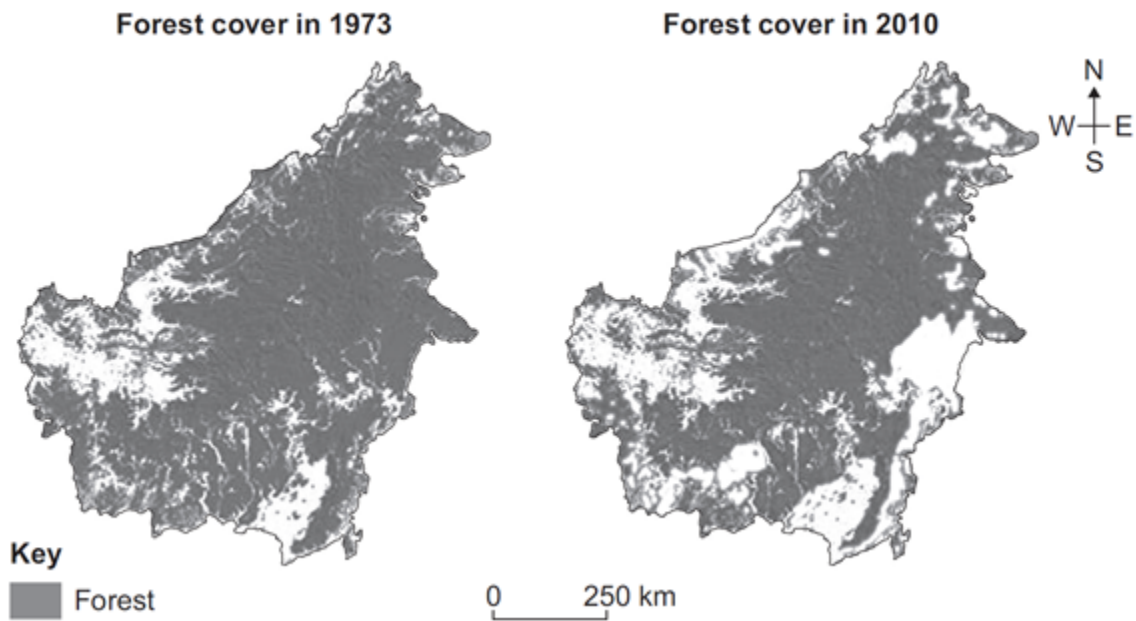 Forest cover in 1973
Forest cover in 2010
N
W E
S
Key
Forest
0 250 km